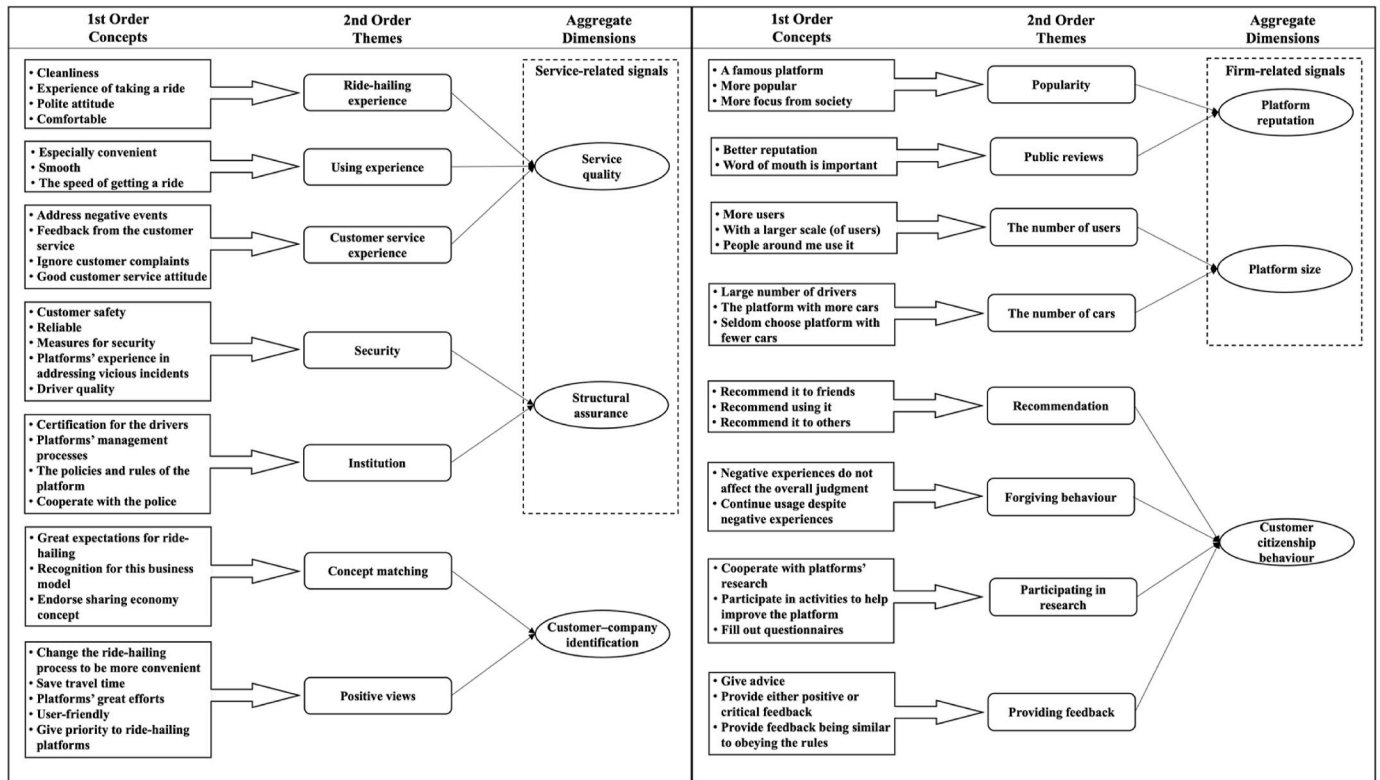 1st Order
Concepts
2nd Order
Themes
Aggregate
Dimensions
• Cleanliness
• Experience of taking a ride
• Polite attitude
• Comfortable
Ride-hailing
experience
• Especially convenient
• Smooth
• The speed of getting a ride
Using experience
• Address negative events
• Feedback from the customer
service
• Ignore customer complaints
• Good customer service attitude
Customer service
experience
Service-related signals
Service
quality
• Customer safety
• Reliable
• Measures for security
• Platforms' experience in
addressing vicious incidents
• Driver quality
Security
• Certification for the drivers
• Platforms' management
processes
• The policies and rules of the
platform
• Cooperate with the police
Institution
Structural
assurance
• Great expectations for ride-
hailing
• Recognition for this business
model
• Endorse sharing economy
concept
Concept matching
• Change the ride-hailing
process to be more convenient
• Save travel time
• Platforms' great efforts
• User-friendly
• Give priority to ride-hailing
platforms
Positive views
Customer–company
identification
1st Order
Concepts
2nd Order
Themes
Aggregate
Dimensions
• A famous platform
• More popular
• More focus from society
Popularity
• Better reputation
• Word of mouth is important
Public reviews
Firm-related signals
Platform
reputation
• More users
• With a larger scale (of users)
• People around me use it
The number of users
• Large number of drivers
• The platform with more cars
• Seldom choose platform with
fewer cars
The number of cars
Platform size
• Recommend it to friends
• Recommend using it
• Recommend it to others
Recommendation
• Negative experiences do not
affect the overall judgment
• Continue usage despite
negative experiences
Forgiving behaviour
• Cooperate with platforms'
research
• Participate in activities to help
improve the platform
• Fill out questionnaires
Participating in
research
• Give advice
• Provide either positive or
critical feedback
• Provide feedback being similar
to obeying the rules
Providing feedback
Customer
citizenship
behaviour